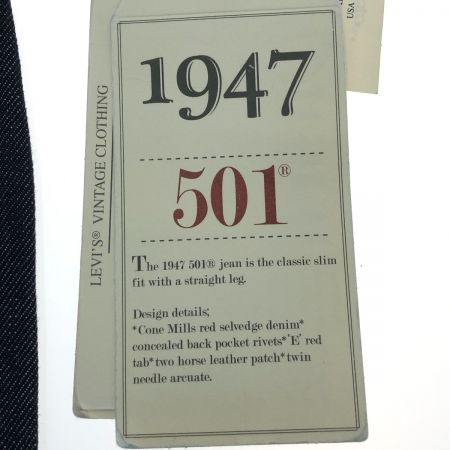 1947
501®
The 1947 501® jean is the classic slim
fit with a straight leg.
Design details;
*Cone Mills red selvedge denim*
concealed back pocket rivets*'E' red
tab*two horse leather patch*twin
needle arcuate.
LEVI'S® VINTAGE CLOTHING
USA